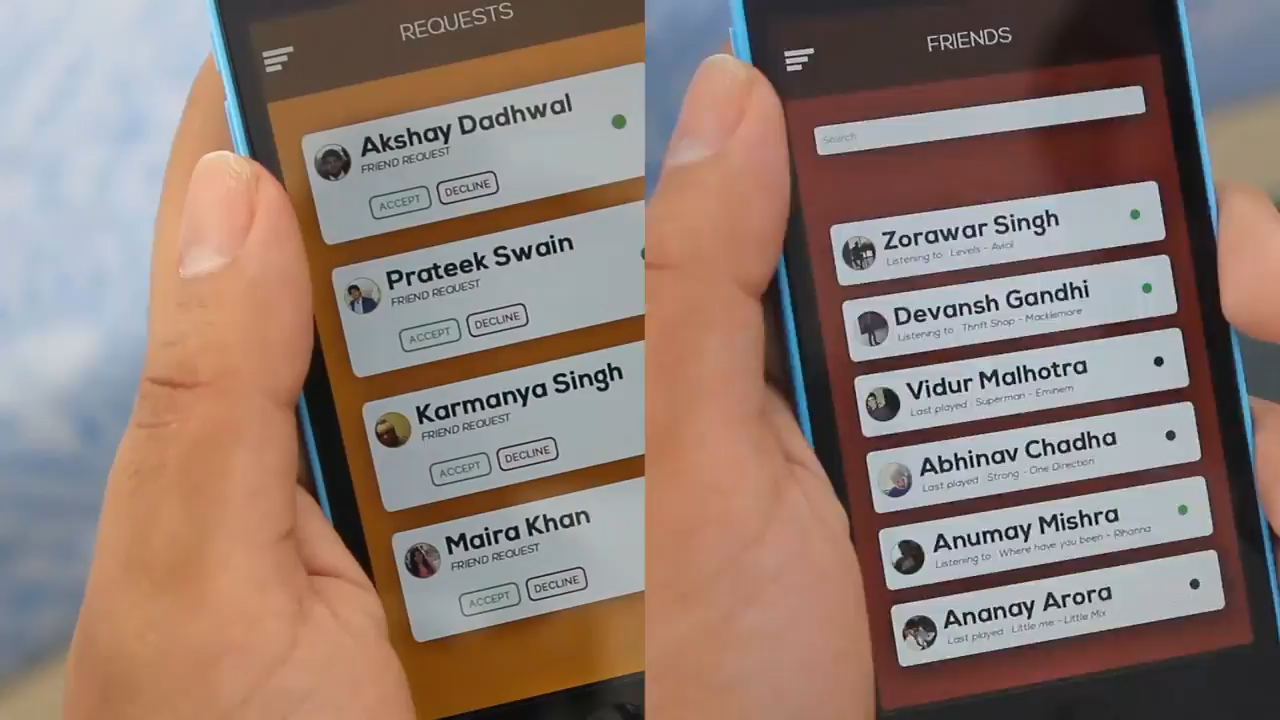 REQUESTS
Akshay Dadhwal
FRIEND REQUEST
ACCEPT DECLINE
Prateek Swain
FRIEND REQUEST
ACCEPT DECLINE
Karmanya Singh
FRIEND REQUEST
ACCEPT DECLINE
Maira Khan
FRIEND REQUEST
ACCEPT DECLINE
FRIENDS
Search
Zorawar Singh
Listening to : Levels - Avicii
Devansh Gandhi
Listening to : Thrift Shop - Macklemore
Vidur Malhotra
Last played : Superman - Eminem
Abhinav Chadha
Last played : Strong - One Direction
Anumay Mishra
Listening to : Where have you been - Rihanna
Ananay Arora
Last played : Little me - Little Mix